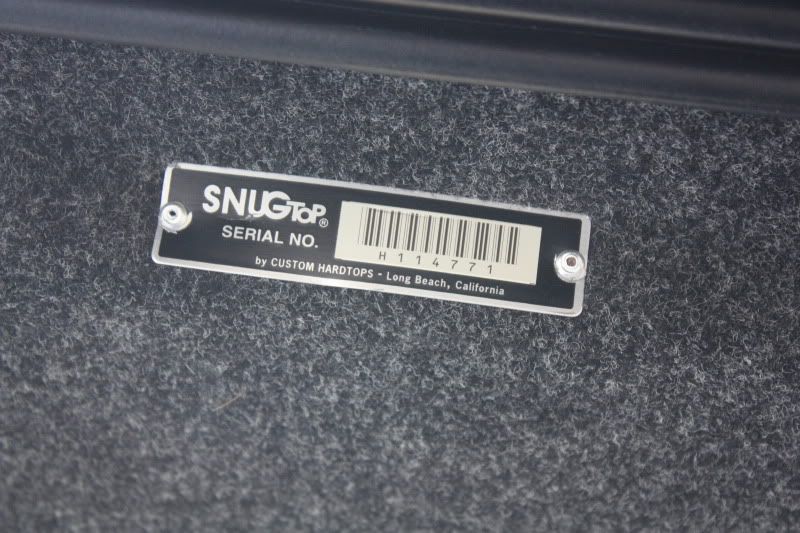 SNUGTOP®
SERIAL NO.
H114771
by CUSTOM HARDTOPS - Long Beach, California